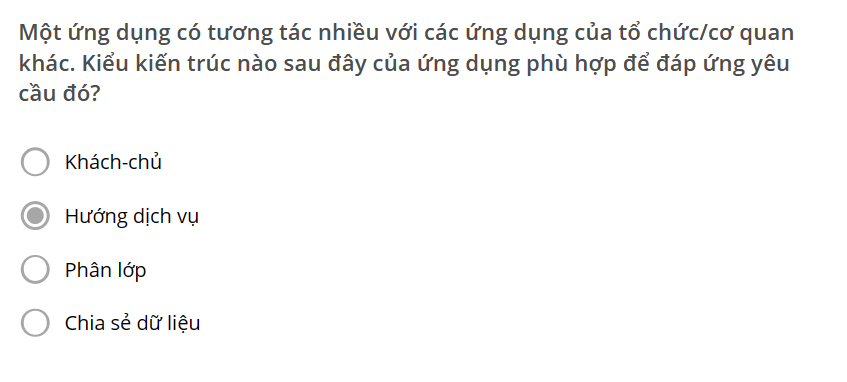 Một ứng dụng có tương tác nhiều với các ứng dụng của tổ chức/cơ quan
khác. Kiểu kiến trúc nào sau đây của ứng dụng phù hợp để đáp ứng yêu
cầu đó?
Khách-chủ
Hướng dịch vụ
Phân lớp
Chia sẻ dữ liệu